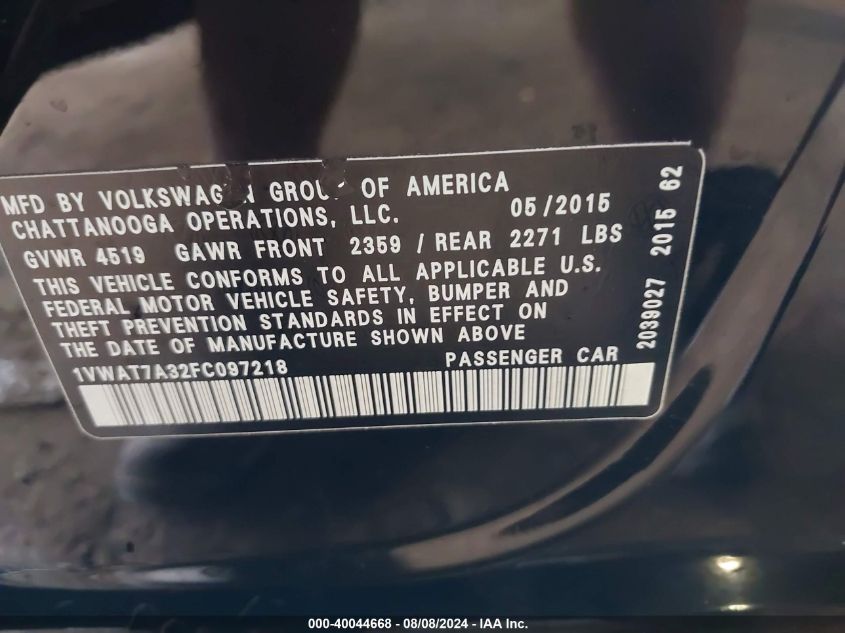 MFD BY VOLKSWAGEN GROUP OF AMERICA
CHATTANOOGA OPERATIONS, LLC. 05/2015
GVWR 4519 GAWR FRONT 2359 / REAR 2271 LBS
THIS VEHICLE CONFORMS TO ALL APPLICABLE U.S.
FEDERAL MOTOR VEHICLE SAFETY, BUMPER AND
THEFT PREVENTION STANDARDS IN EFFECT ON
THE DATE OF MANUFACTURE SHOWN ABOVE
1VWAT7A32FC097218 PASSENGER CAR
2039027 2015 62
000-40044668 - 08/08/2024 - IAA Inc.